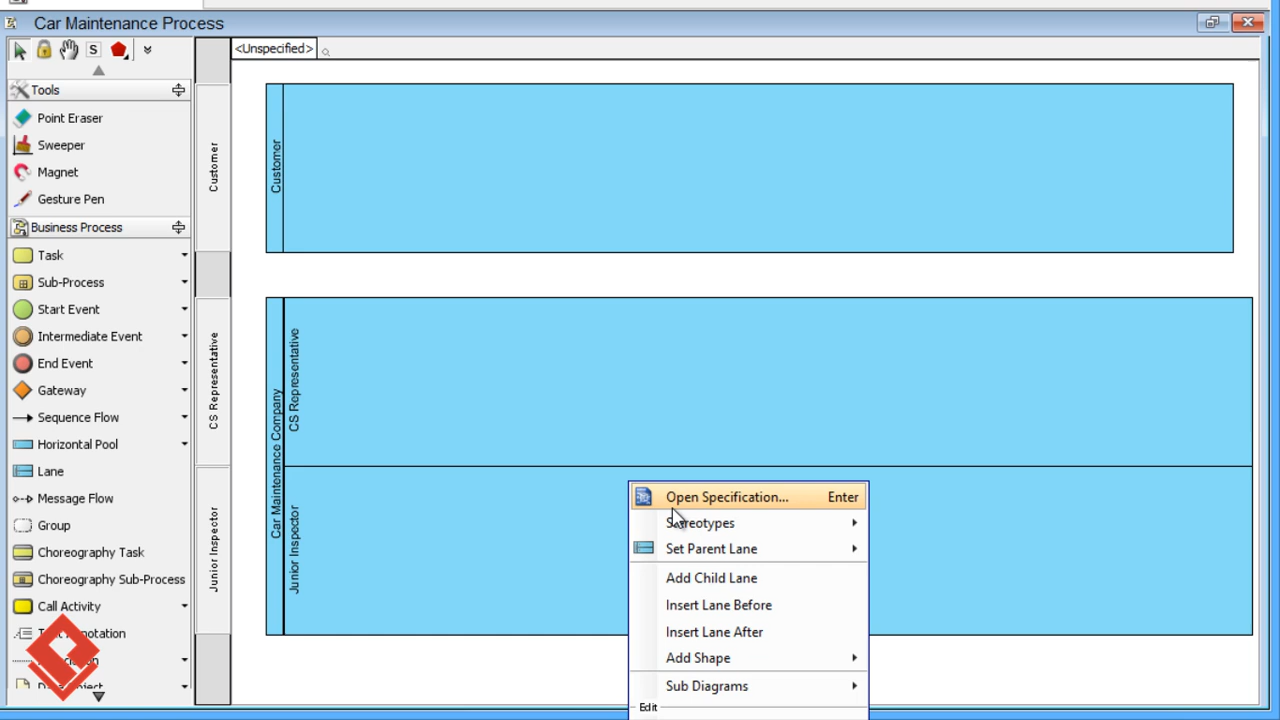 Car Maintenance Process
S
<Unspecified>
Tools
Point Eraser
Sweeper
Magnet
Gesture Pen
Business Process
Task
Sub-Process
Start Event
Intermediate Event
End Event
Gateway
Sequence Flow
Horizontal Pool
Lane
Message Flow
Group
Choreography Task
Choreography Sub-Process
Call Activity
Customer
CS Representative
Junior Inspector
Customer
Car Maintenance Company
CS Representative
Junior Inspector
Open Specification... Enter
Stereotypes
Set Parent Lane
Add Child Lane
Insert Lane Before
Insert Lane After
Add Shape
Sub Diagrams
Edit